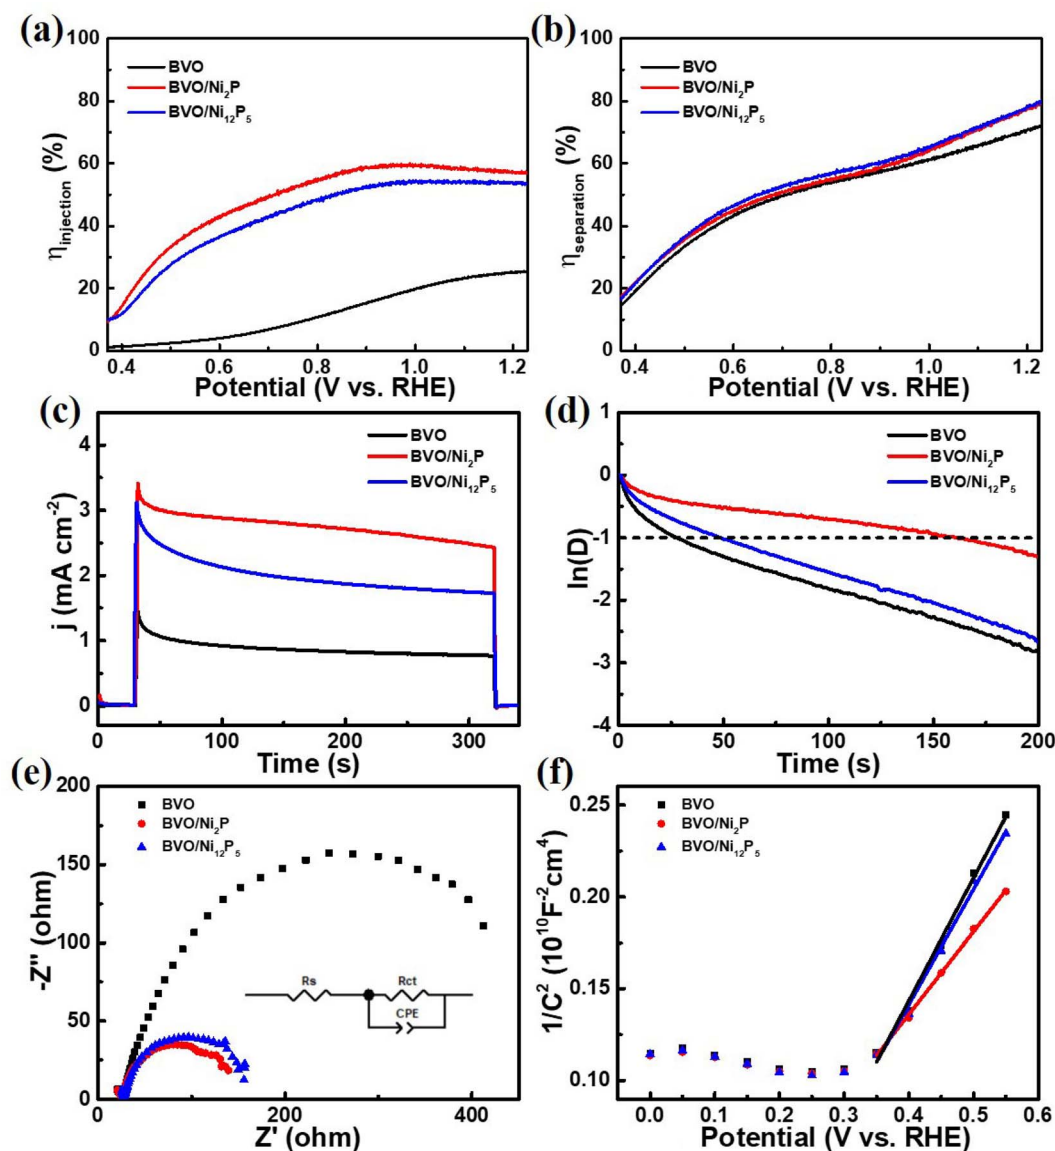 (a)
100
80
60
40
20
0
η_injection (%)
BVO
BVO/Ni₂P
BVO/Ni₁₂P₅
0.4 0.6 0.8 1.0 1.2
Potential (V vs. RHE)
(b)
100
80
60
40
20
0
η_separation (%)
BVO
BVO/Ni₂P
BVO/Ni₁₂P₅
0.4 0.6 0.8 1.0 1.2
Potential (V vs. RHE)
(c)
4
3
2
1
0
j (mA cm⁻²)
BVO
BVO/Ni₂P
BVO/Ni₁₂P₅
0 100 200 300
Time (s)
(d)
1
0
-1
-2
-3
-4
ln(D)
BVO
BVO/Ni₂P
BVO/Ni₁₂P₅
0 50 100 150 200
Time (s)
(e)
200
150
100
50
0
-Z'' (ohm)
BVO
BVO/Ni₂P
BVO/Ni₁₂P₅
Rs
Rct
CPE
0 200 400
Z' (ohm)
(f)
0.25
0.20
0.15
0.10
1/C² (10¹⁰F⁻²cm⁴)
BVO
BVO/Ni₂P
BVO/Ni₁₂P₅
0.0 0.1 0.2 0.3 0.4 0.5 0.6
Potential (V vs. RHE)